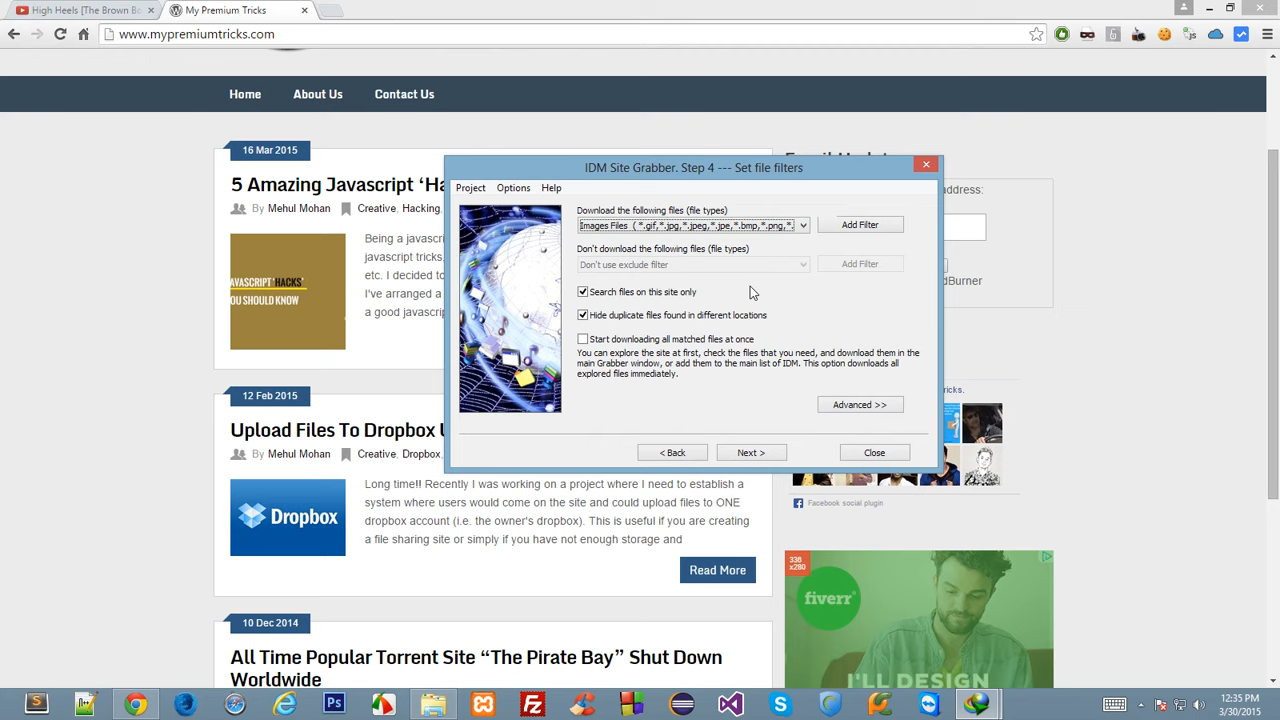 High Heels [The Brown Bo
My Premium Tricks
www.mypremiumtricks.com
Home
About Us
Contact Us
16 Mar 2015
5 Amazing Javascript ‘Ha
By Mehul Mohan
Creative, Hacking,
JAVASCRIPT 'HACKS'
YOU SHOULD KNOW
Being a javascr
javascript tricks.
etc. I decided to
I've arranged a
a good javascrip
address:
dBurner
IDM Site Grabber. Step 4 --- Set file filters
Project
Options
Help
Download the following files (file types)
Images Files ( *.gif,*.jpg,*.jpeg,*.jpe,*.bmp,*.png,*.
Add Filter
Don't download the following files (file types)
Don't use exclude filter
Add Filter
Search files on this site only
Hide duplicate files found in different locations
Start downloading all matched files at once
You can explore the site at first, check the files that you need, and download them in the
main Grabber window, or add them to the main list of IDM. This option downloads all
explored files immediately.
Advanced >>
< Back
Next >
Close
ricks.
Facebook social plugin
12 Feb 2015
Upload Files To Dropbox U
By Mehul Mohan
Creative, Dropbox,
Dropbox
Long time!! Recently I was working on a project where I need to establish a
system where users would come on the site and could upload files to ONE
dropbox account (i.e. the owner's dropbox). This is useful if you are creating
a file sharing site or simply if you have not enough storage and
Read More
10 Dec 2014
All Time Popular Torrent Site “The Pirate Bay” Shut Down
Worldwide
336
x280
fiverr
I'LL DESIGN
12:35 PM
3/30/2015